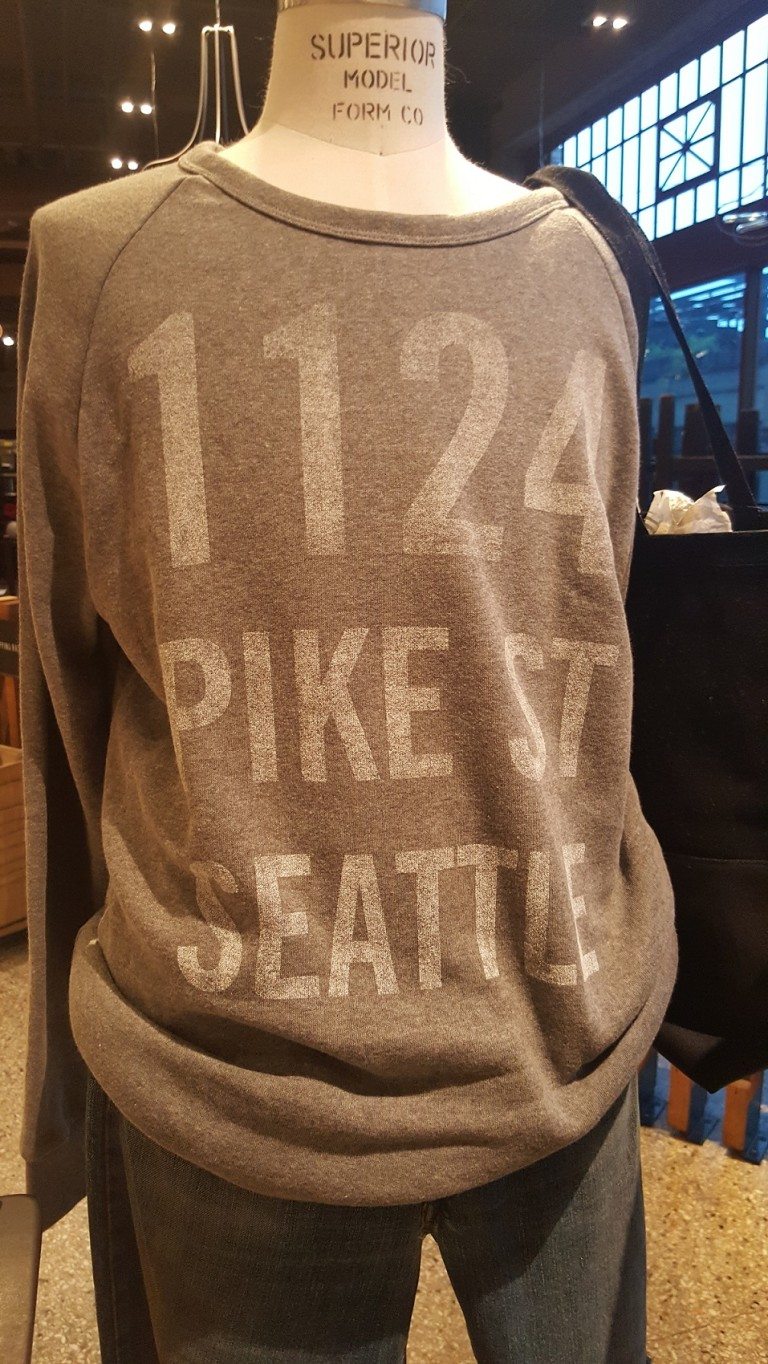 SUPERIOR
MODEL
FORM CO
1124
PIKE ST
SEATTLE